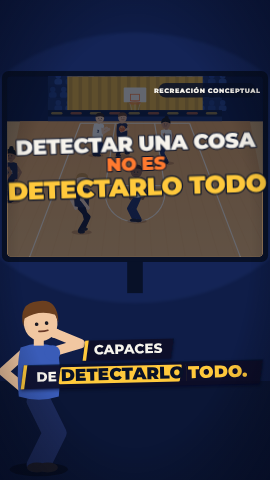 RECREACIÓN CONCEPTUAL
DETECTAR UNA COSA
NO ES
DETECTARLO TODO
CAPACES
DE DETECTARLO TODO.